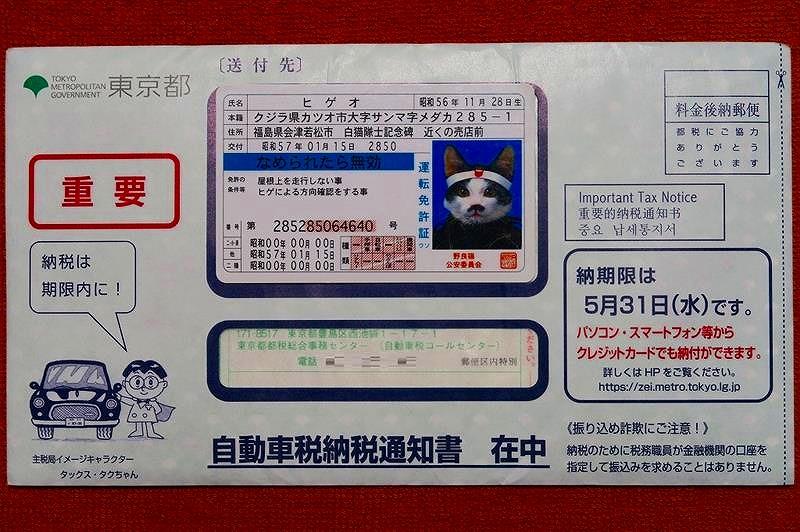 TOKYO
METROPOLITAN
GOVERNMENT
東京都
〔送付先〕
氏名 ヒゲオ 昭和56年11月28日生
本籍 クジラ県カツオ市大字サンマ字メダカ285-1
住所 福島県会津若松市 白猫隊士記念碑 近くの売店前
交付 昭和57年01月15日 2850
なめられたら無効
免許の
条件等
屋根上を走行しない事
ヒゲによる方向確認をする事
番号 第 285285064640 号
二・小・原 昭和00年00月00日
他 昭和57年01月15日
二種 昭和00年00月00日
種類
運転免許証
ウソ
野良猫
公安委員会
料金後納郵便
都税にご協力
ありがとう
ございます
重要
納税は
期限内に!
Important Tax Notice
重要的纳税通知书
중요 납세통지서
納期限は
5月31日(水)です。
パソコン・スマートフォン等から
クレジットカードでも納付ができます。
詳しくはHPをご覧ください。
https://zei.metro.tokyo.lg.jp
171-8517 東京都豊島区西池袋1-17-1
東京都都税総合事務センター (自動車税コールセンター)
電話
郵便区内特別
ださい。
主税局イメージキャラクター
タックス・タクちゃん
自動車税納税通知書 在中
《振り込め詐欺にご注意!》
納税のために税務職員が金融機関の口座を
指定して振込みを求めることはありません。